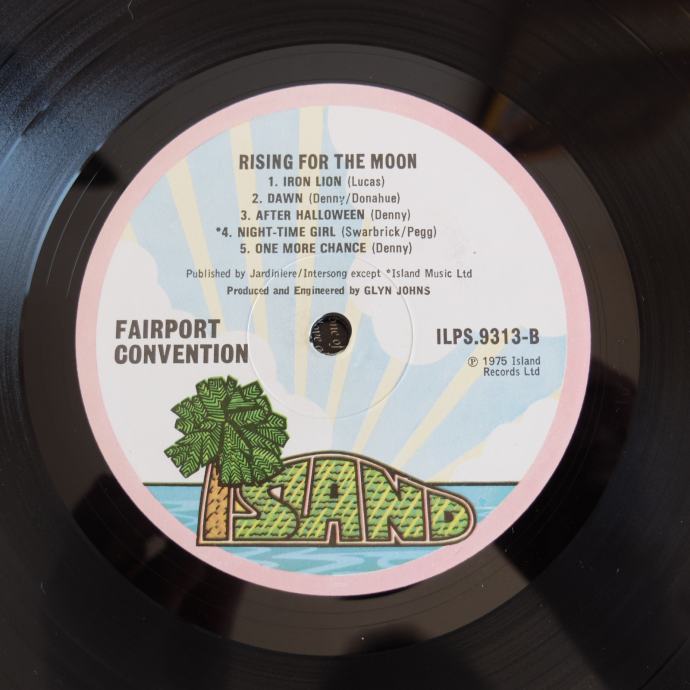 RISING FOR THE MOON
1. IRON LION (Lucas)
2. DAWN (Denny/Donahue)
3. AFTER HALLOWEEN (Denny)
*4. NIGHT-TIME GIRL (Swarbrick/Pegg)
5. ONE MORE CHANCE (Denny)
Published by Jardiniere/Intersong except *Island Music Ltd
Produced and Engineered by GLYN JOHNS
FAIRPORT
CONVENTION
ILPS.9313-B
℗ 1975 Island
Records Ltd
ISLAND